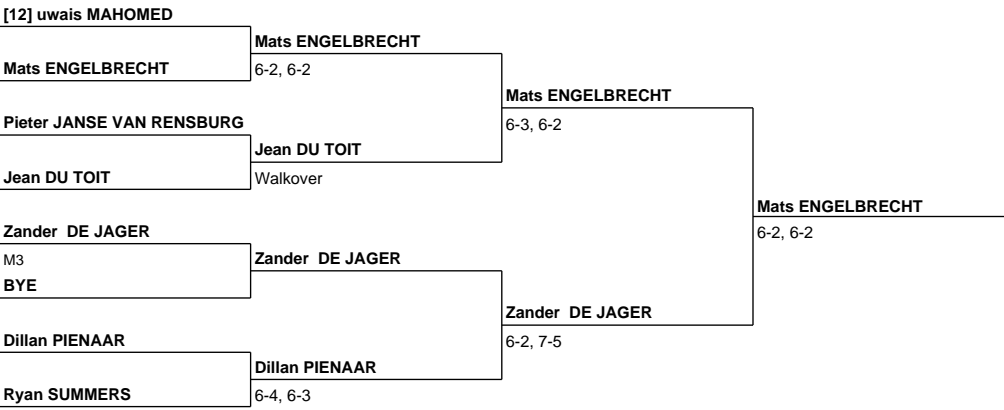 [12] uwais MAHOMED
Mats ENGELBRECHT
Mats ENGELBRECHT
6-2, 6-2
Mats ENGELBRECHT
Pieter JANSE VAN RENSBURG
6-3, 6-2
Jean DU TOIT
Jean DU TOIT
Walkover
Mats ENGELBRECHT
Zander DE JAGER
6-2, 6-2
M3
Zander DE JAGER
BYE
Zander DE JAGER
Dillan PIENAAR
6-2, 7-5
Dillan PIENAAR
Ryan SUMMERS
6-4, 6-3